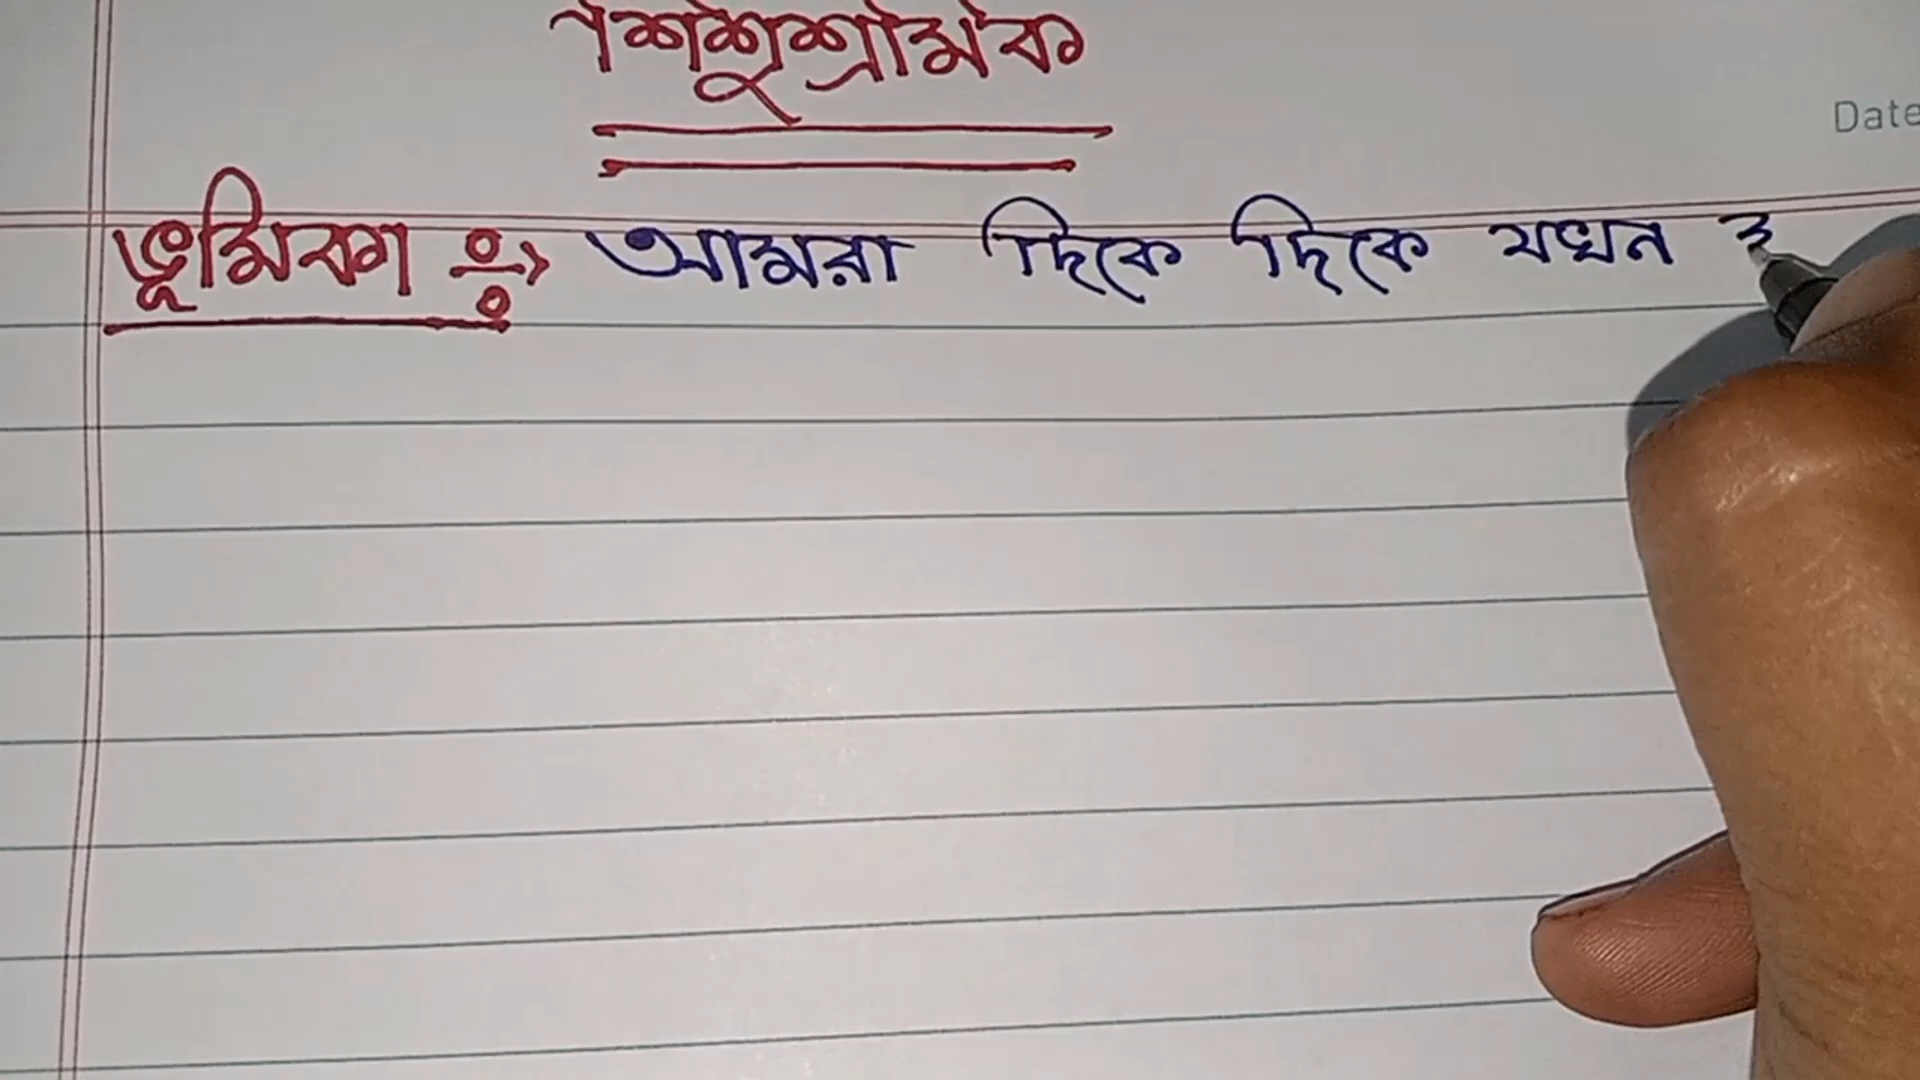 শিশুশ্রমিক
Date
ভূমিকা ঃ→ আমরা দিকে দিকে যখন